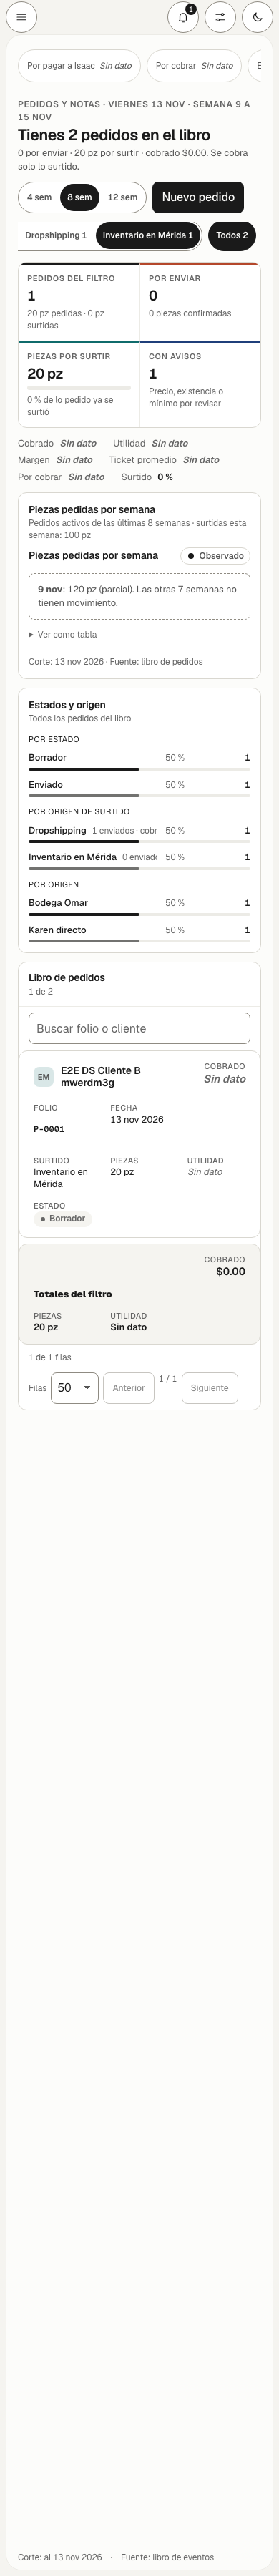 1
Por pagar a Isaac Sin dato
Por cobrar Sin dato
PEDIDOS Y NOTAS · VIERNES 13 NOV · SEMANA 9 A
15 NOV
Tienes 2 pedidos en el libro
0 por enviar · 20 pz por surtir · cobrado $0.00. Se cobra
solo lo surtido.
4 sem 8 sem 12 sem Nuevo pedido
Dropshipping 1 Inventario en Mérida 1 Todos 2
PEDIDOS DEL FILTRO
1
20 pz pedidas · 0 pz
surtidas
POR ENVIAR
0
0 piezas confirmadas
PIEZAS POR SURTIR
20 pz
0 % de lo pedido ya se
surtió
CON AVISOS
1
Precio, existencia o
mínimo por revisar
Cobrado Sin dato Utilidad Sin dato
Margen Sin dato Ticket promedio Sin dato
Por cobrar Sin dato Surtido 0 %
Piezas pedidas por semana
Pedidos activos de las últimas 8 semanas · surtidas esta
semana: 100 pz
Piezas pedidas por semana Observado
9 nov: 120 pz (parcial). Las otras 7 semanas no
tienen movimiento.
Ver como tabla
Corte: 13 nov 2026 · Fuente: libro de pedidos
Estados y origen
Todos los pedidos del libro
POR ESTADO
Borrador 50 % 1
Enviado 50 % 1
POR ORIGEN DE SURTIDO
Dropshipping 1 enviados · cobr 50 % 1
Inventario en Mérida 0 enviad 50 % 1
POR ORIGEN
Bodega Omar 50 % 1
Karen directo 50 % 1
Libro de pedidos
1 de 2
Buscar folio o cliente
EM
E2E DS Cliente B
mwerdm3g
COBRADO
Sin dato
FOLIO
P-0001
FECHA
13 nov 2026
SURTIDO
Inventario en
Mérida
PIEZAS
20 pz
UTILIDAD
Sin dato
ESTADO
Borrador
COBRADO
$0.00
Totales del filtro
PIEZAS
20 pz
UTILIDAD
Sin dato
1 de 1 filas
Filas 50 Anterior 1 / 1 Siguiente
Corte: al 13 nov 2026 · Fuente: libro de eventos